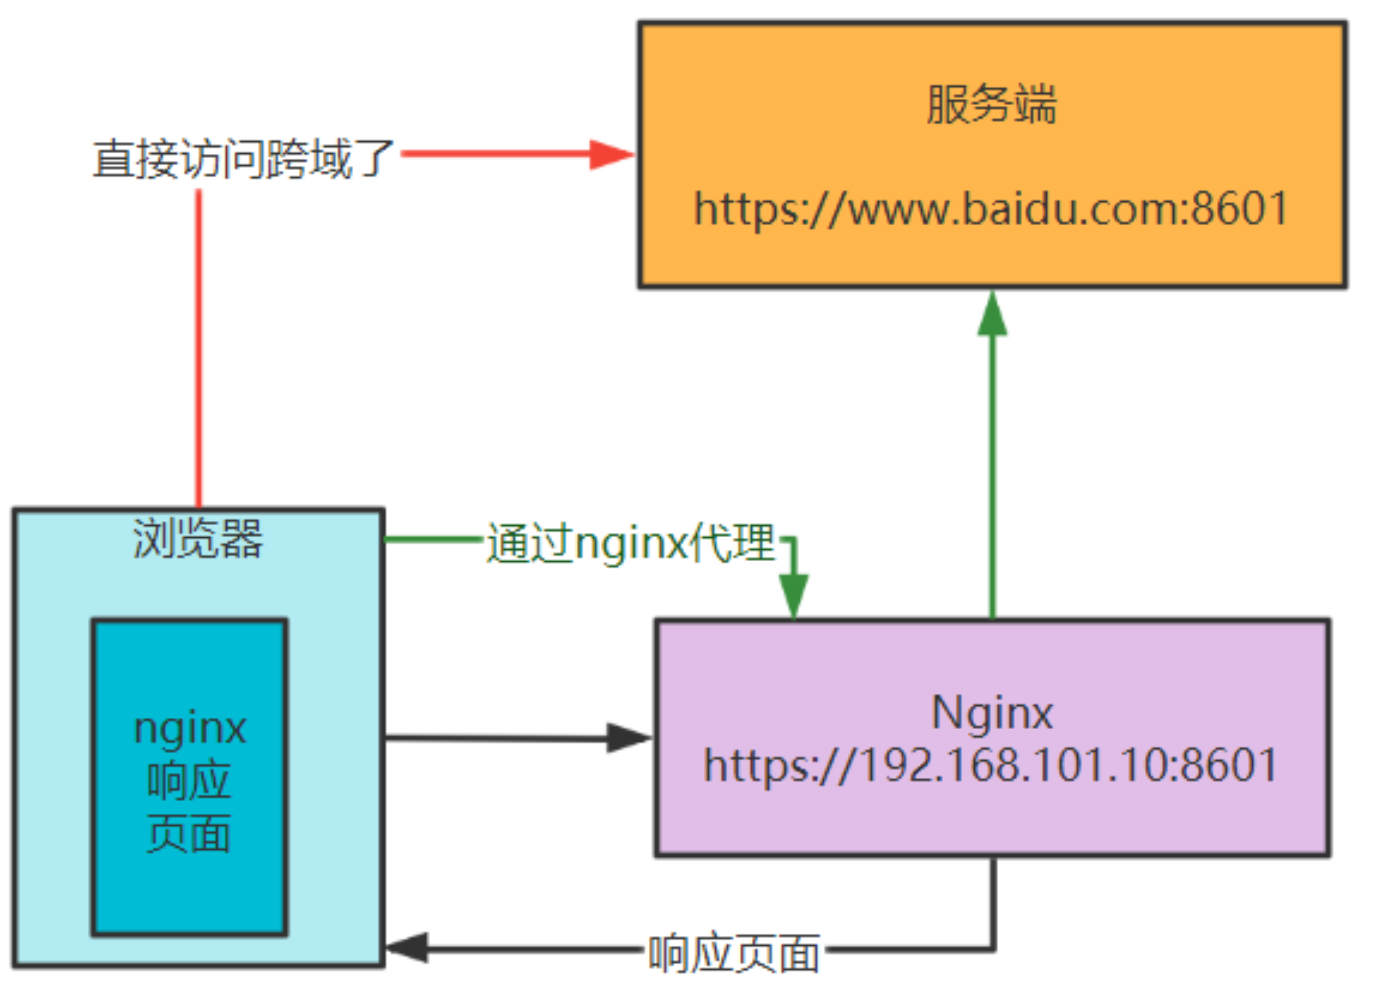 服务端
直接访问跨域了
https://www.baidu.com:8601
浏览器
通过nginx代理
nginx
响应
页面
Nginx
https://192.168.101.10:8601
响应页面